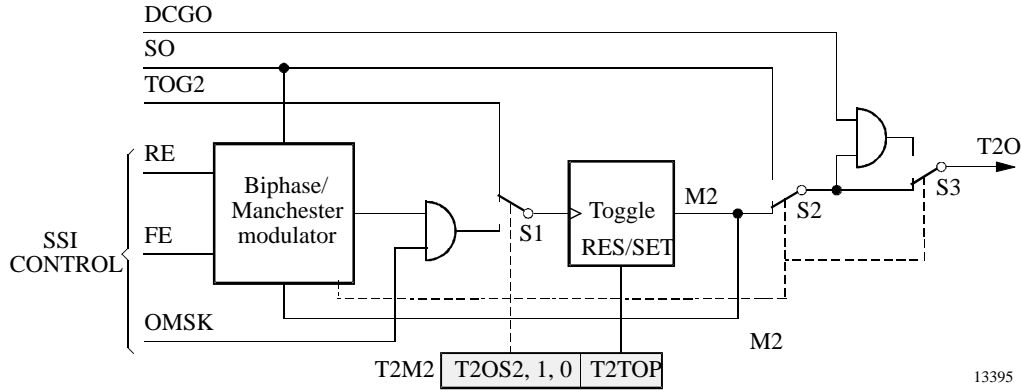 DCGO
SO
TOG2
RE
FE
SSI
CONTROL
OMSK
Biphase/
Manchester
modulator
S1
Toggle
RES/SET
M2
S2
S3
T2O
M2
T2M2
T2OS2, 1, 0
T2TOP
13395